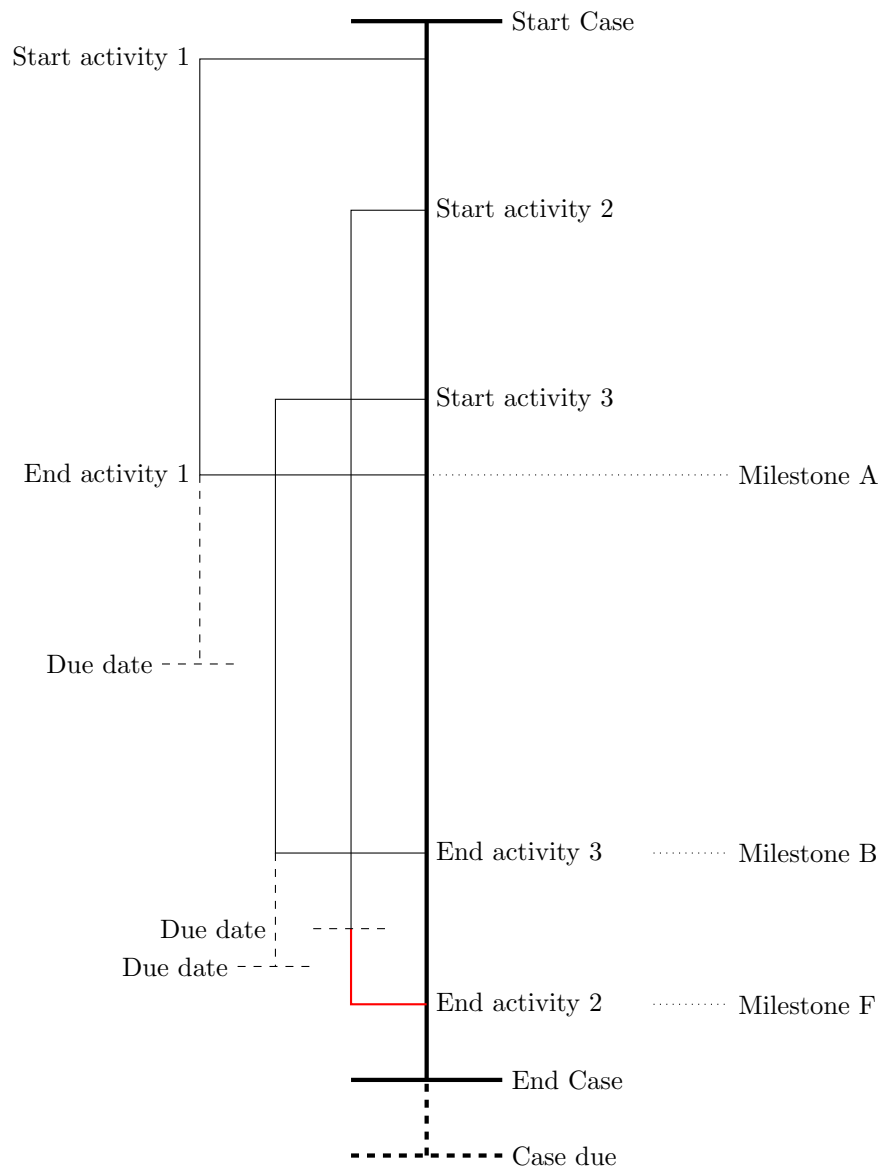 Start Case
Start activity 1
Start activity 2
Start activity 3
End activity 1
Milestone A
Due date
End activity 3
Milestone B
Due date
Due date
End activity 2
Milestone F
End Case
Case due